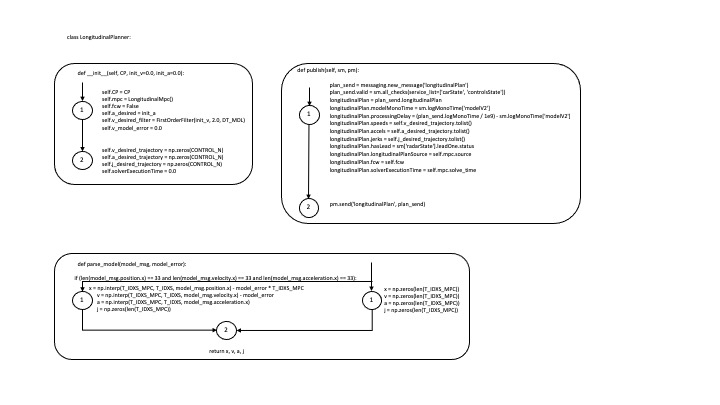 class LongitudinalPlanner:
def __init__(self, CP, init_v=0.0, init_a=0.0):
self.CP = CP
self.mpc = LongitudinalMpc()
self.fcw = False
self.a_desired = init_a
self.v_desired_filter = FirstOrderFilter(init_v, 2.0, DT_MDL)
self.v_model_error = 0.0
1
self.v_desired_trajectory = np.zeros(CONTROL_N)
self.a_desired_trajectory = np.zeros(CONTROL_N)
self.j_desired_trajectory = np.zeros(CONTROL_N)
self.solverExecutionTime = 0.0
2
def publish(self, sm, pm):
plan_send = messaging.new_message('longitudinalPlan')
plan_send.valid = sm.all_checks(service_list=['carState', 'controlsState'])
longitudinalPlan = plan_send.longitudinalPlan
longitudinalPlan.modelMonoTime = sm.logMonoTime['modelV2']
longitudinalPlan.processingDelay = (plan_send.logMonoTime / 1e9) - sm.logMonoTime['modelV2']
longitudinalPlan.speeds = self.v_desired_trajectory.tolist()
longitudinalPlan.accels = self.a_desired_trajectory.tolist()
longitudinalPlan.jerks = self.j_desired_trajectory.tolist()
longitudinalPlan.hasLead = sm['radarState'].leadOne.status
longitudinalPlan.longitudinalPlanSource = self.mpc.source
longitudinalPlan.fcw = self.fcw
longitudinalPlan.solverExecutionTime = self.mpc.solve_time
1
2
pm.send('longitudinalPlan', plan_send)
def parse_model(model_msg, model_error):
if (len(model_msg.position.x) == 33 and len(model_msg.velocity.x) == 33 and len(model_msg.acceleration.x) == 33):
x = np.interp(T_IDXS_MPC, T_IDXS, model_msg.position.x) - model_error * T_IDXS_MPC
v = np.interp(T_IDXS_MPC, T_IDXS, model_msg.velocity.x) - model_error
a = np.interp(T_IDXS_MPC, T_IDXS, model_msg.acceleration.x)
j = np.zeros(len(T_IDXS_MPC))
1
1
x = np.zeros(len(T_IDXS_MPC))
v = np.zeros(len(T_IDXS_MPC))
a = np.zeros(len(T_IDXS_MPC))
j = np.zeros(len(T_IDXS_MPC))
2
return x, v, a, j